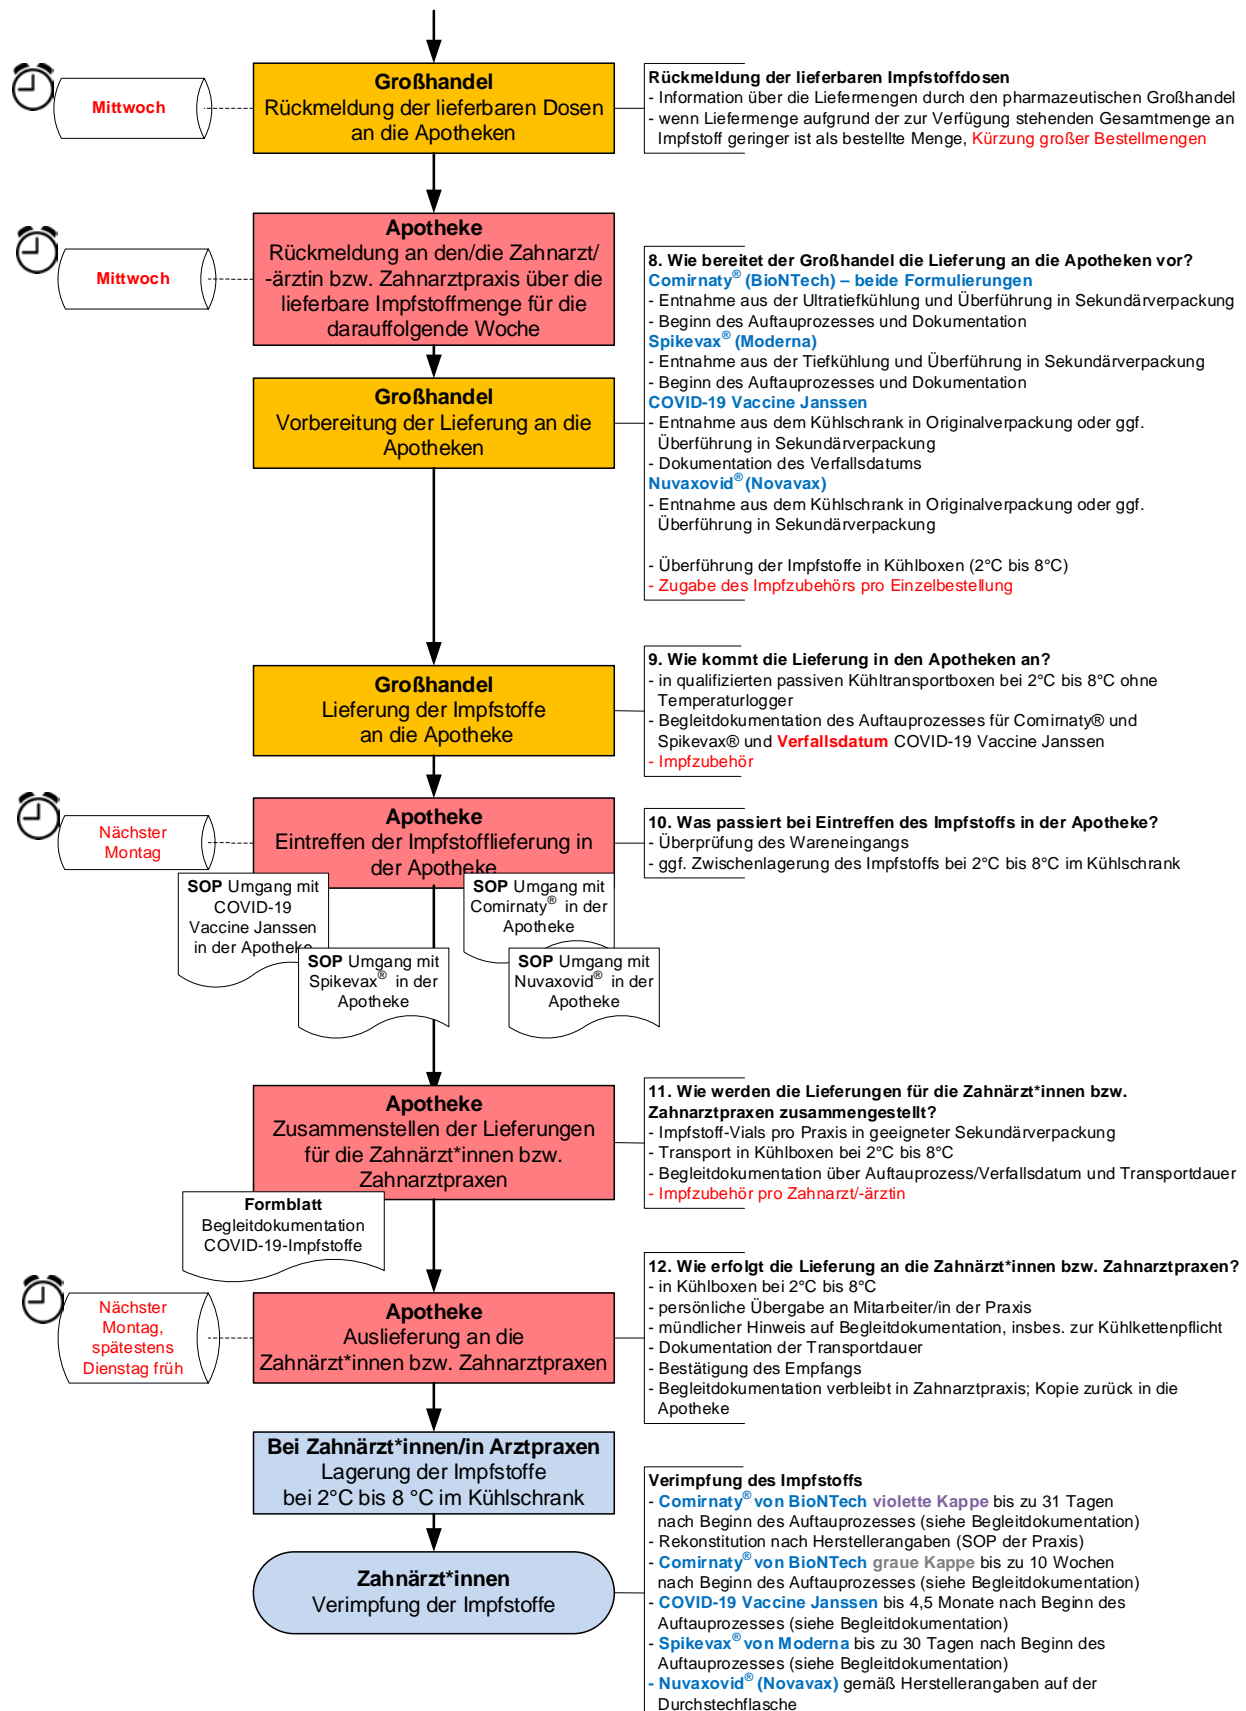 Mittwoch
Großhandel
Rückmeldung der lieferbaren Dosen
an die Apotheken
Rückmeldung der lieferbaren Impfstoffdosen
- Information über die Liefermengen durch den pharmazeutischen Großhandel
- wenn Liefermenge aufgrund der zur Verfügung stehenden Gesamtmenge an
Impfstoff geringer ist als bestellte Menge, Kürzung großer Bestellmengen
Mittwoch
Apotheke
Rückmeldung an den/die Zahnarzt/
-ärztin bzw. Zahnarztpraxis über die
lieferbare Impfstoffmenge für die
darauffolgende Woche
Großhandel
Vorbereitung der Lieferung an die
Apotheken
8. Wie bereitet der Großhandel die Lieferung an die Apotheken vor?
Comirnaty® (BioNTech) – beide Formulierungen
- Entnahme aus der Ultratiefkühlung und Überführung in Sekundärverpackung
- Beginn des Auftauprozesses und Dokumentation
Spikevax® (Moderna)
- Entnahme aus der Tiefkühlung und Überführung in Sekundärverpackung
- Beginn des Auftauprozesses und Dokumentation
COVID-19 Vaccine Janssen
- Entnahme aus dem Kühlschrank in Originalverpackung oder ggf.
Überführung in Sekundärverpackung
- Dokumentation des Verfallsdatums
Nuvaxovid® (Novavax)
- Entnahme aus dem Kühlschrank in Originalverpackung oder ggf.
Überführung in Sekundärverpackung
- Überführung der Impfstoffe in Kühlboxen (2°C bis 8°C)
- Zugabe des Impfzubehörs pro Einzelbestellung
Großhandel
Lieferung der Impfstoffe
an die Apotheke
9. Wie kommt die Lieferung in den Apotheken an?
- in qualifizierten passiven Kühltransportboxen bei 2°C bis 8°C ohne
Temperaturlogger
- Begleitdokumentation des Auftauprozesses für Comirnaty® und
Spikevax® und Verfallsdatum COVID-19 Vaccine Janssen
- Impfzubehör
Nächster
Montag
Apotheke
Eintreffen der Impfstofflieferung in
der Apotheke
10. Was passiert bei Eintreffen des Impfstoffs in der Apotheke?
- Überprüfung des Wareneingangs
- ggf. Zwischenlagerung des Impfstoffs bei 2°C bis 8°C im Kühlschrank
SOP Umgang mit
COVID-19
Vaccine Janssen
in der Apotheke
SOP Umgang mit
Spikevax® in der
Apotheke
SOP Umgang mit
Comirnaty® in der
Apotheke
SOP Umgang mit
Nuvaxovid® in der
Apotheke
Apotheke
Zusammenstellen der Lieferungen
für die Zahnärzt*innen bzw.
Zahnarztpraxen
Formblatt
Begleitdokumentation
COVID-19-Impfstoffe
11. Wie werden die Lieferungen für die Zahnärzt*innen bzw.
Zahnarztpraxen zusammengestellt?
- Impfstoff-Vials pro Praxis in geeigneter Sekundärverpackung
- Transport in Kühlboxen bei 2°C bis 8°C
- Begleitdokumentation über Auftauprozess/Verfallsdatum und Transportdauer
- Impfzubehör pro Zahnarzt/-ärztin
Nächster
Montag,
spätestens
Dienstag früh
Apotheke
Auslieferung an die
Zahnärzt*innen bzw. Zahnarztpraxen
12. Wie erfolgt die Lieferung an die Zahnärzt*innen bzw. Zahnarztpraxen?
- in Kühlboxen bei 2°C bis 8°C
- persönliche Übergabe an Mitarbeiter/in der Praxis
- mündlicher Hinweis auf Begleitdokumentation, insbes. zur Kühlkettenpflicht
- Dokumentation der Transportdauer
- Bestätigung des Empfangs
- Begleitdokumentation verbleibt in Zahnarztpraxis; Kopie zurück in die
Apotheke
Bei Zahnärzt*innen/in Arztpraxen
Lagerung der Impfstoffe
bei 2°C bis 8 °C im Kühlschrank
Zahnärzt*innen
Verimpfung der Impfstoffe
Verimpfung des Impfstoffs
- Comirnaty® von BioNTech violette Kappe bis zu 31 Tagen
nach Beginn des Auftauprozesses (siehe Begleitdokumentation)
- Rekonstitution nach Herstellerangaben (SOP der Praxis)
- Comirnaty® von BioNTech graue Kappe bis zu 10 Wochen
nach Beginn des Auftauprozesses (siehe Begleitdokumentation)
- COVID-19 Vaccine Janssen bis 4,5 Monate nach Beginn des
Auftauprozesses (siehe Begleitdokumentation)
- Spikevax® von Moderna bis zu 30 Tagen nach Beginn des
Auftauprozesses (siehe Begleitdokumentation)
- Nuvaxovid® (Novavax) gemäß Herstellerangaben auf der
Durchstechflasche